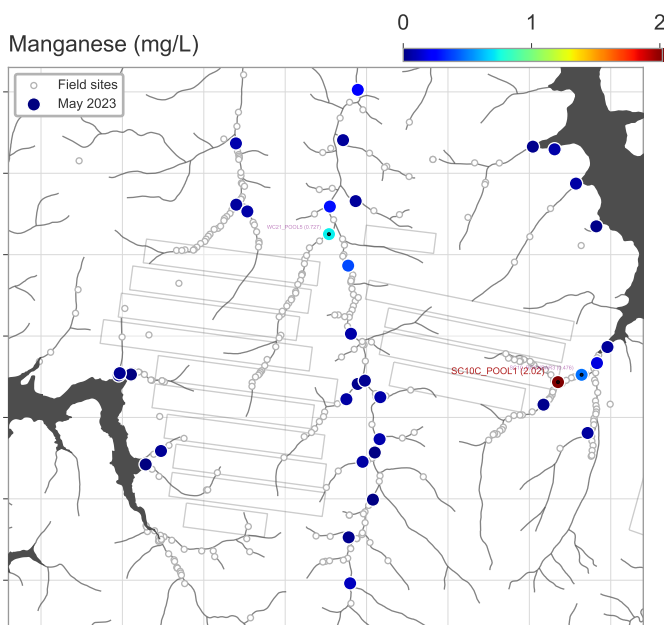 0 1 2
Manganese (mg/L)
Field sites
May 2023
WC21_POOL5 (0.727)
SC10C_POOL1 (2.02)